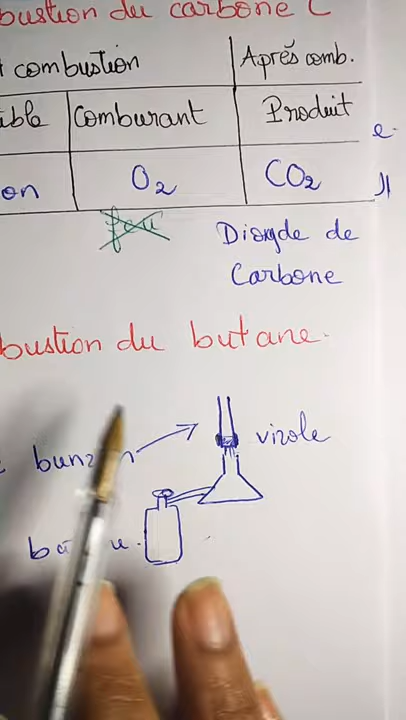 bustion du carbone C
t combustion Après comb.
ible Comburant Produit
e
on O₂ CO₂
feu
Dioxyde de
Carbone
bustion du butane.
virole